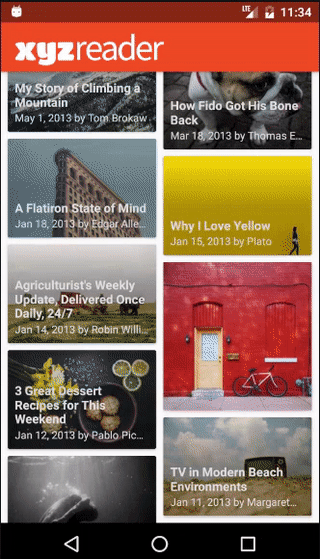 LTE 11:34
xyzreader
My Story of Climbing a
Mountain
May 1, 2013 by Tom Brokaw
How Fido Got His Bone
Back
Mar 18, 2013 by Thomas E...
A Flatiron State of Mind
Jan 18, 2013 by Edgar Alle...
Why I Love Yellow
Jan 15, 2013 by Plato
Agriculturist's Weekly
Update, Delivered Once
Daily, 24/7
Jan 14, 2013 by Robin Willi...
3 Great Dessert
Recipes for This
Weekend
Jan 12, 2013 by Pablo Pic...
TV in Modern Beach
Environments
Jan 11, 2013 by Margaret...